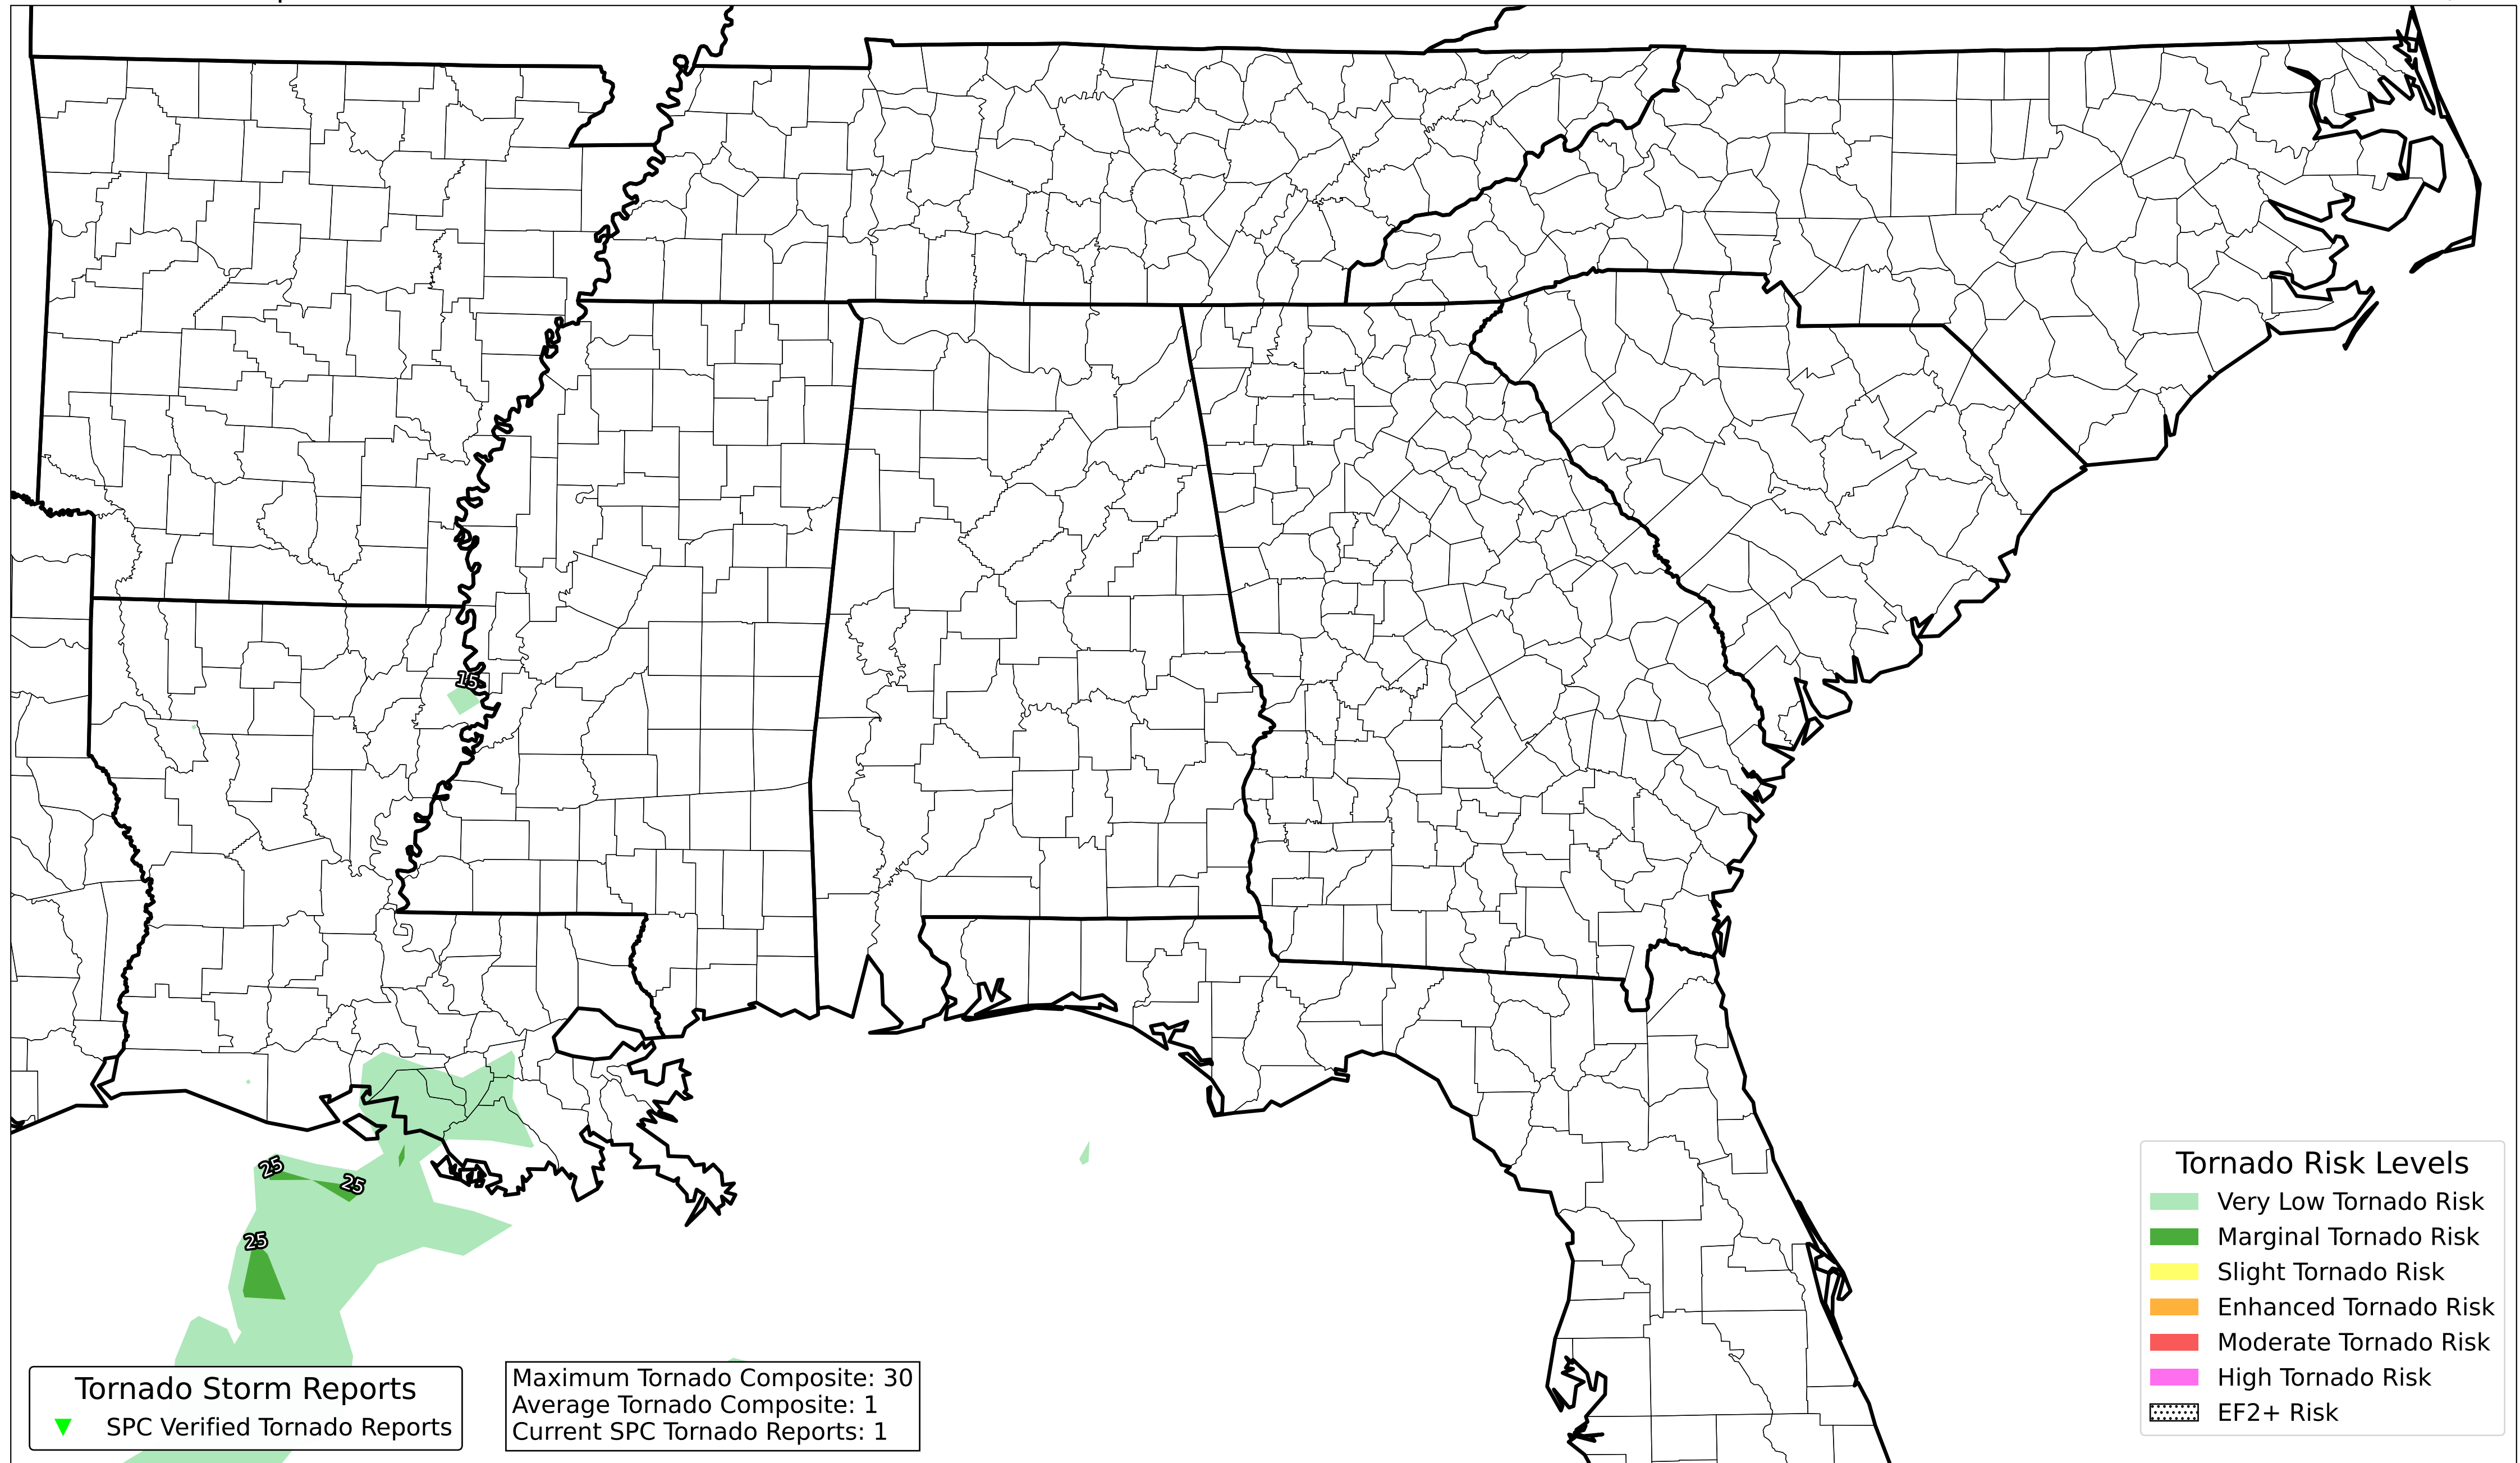 15
25
25
25
Tornado Storm Reports
SPC Verified Tornado Reports
Maximum Tornado Composite: 30
Average Tornado Composite: 1
Current SPC Tornado Reports: 1
Tornado Risk Levels
Very Low Tornado Risk
Marginal Tornado Risk
Slight Tornado Risk
Enhanced Tornado Risk
Moderate Tornado Risk
High Tornado Risk
EF2+ Risk